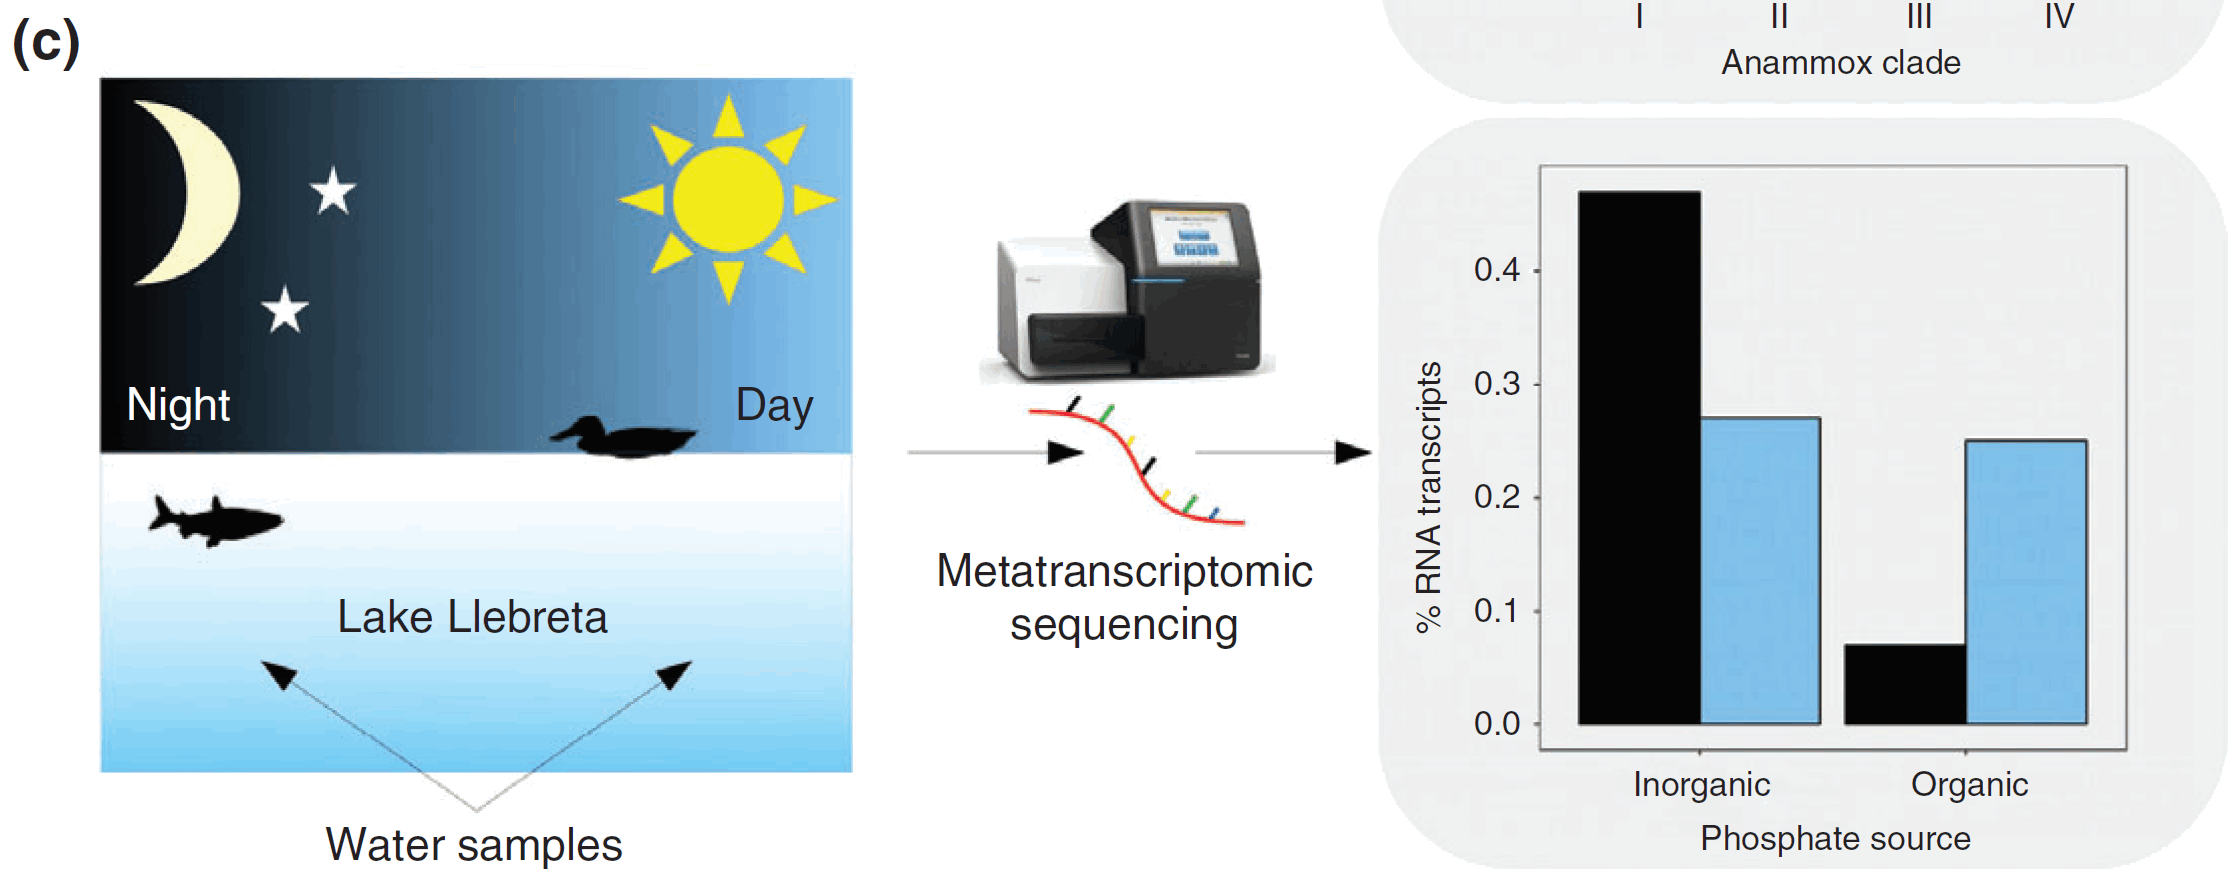 (c)
I II III IV
Anammox clade
Night
Day
Lake Llebreta
Water samples
Metatranscriptomic
sequencing
% RNA transcripts
0.4
0.3
0.2
0.1
0.0
Inorganic Organic
Phosphate source